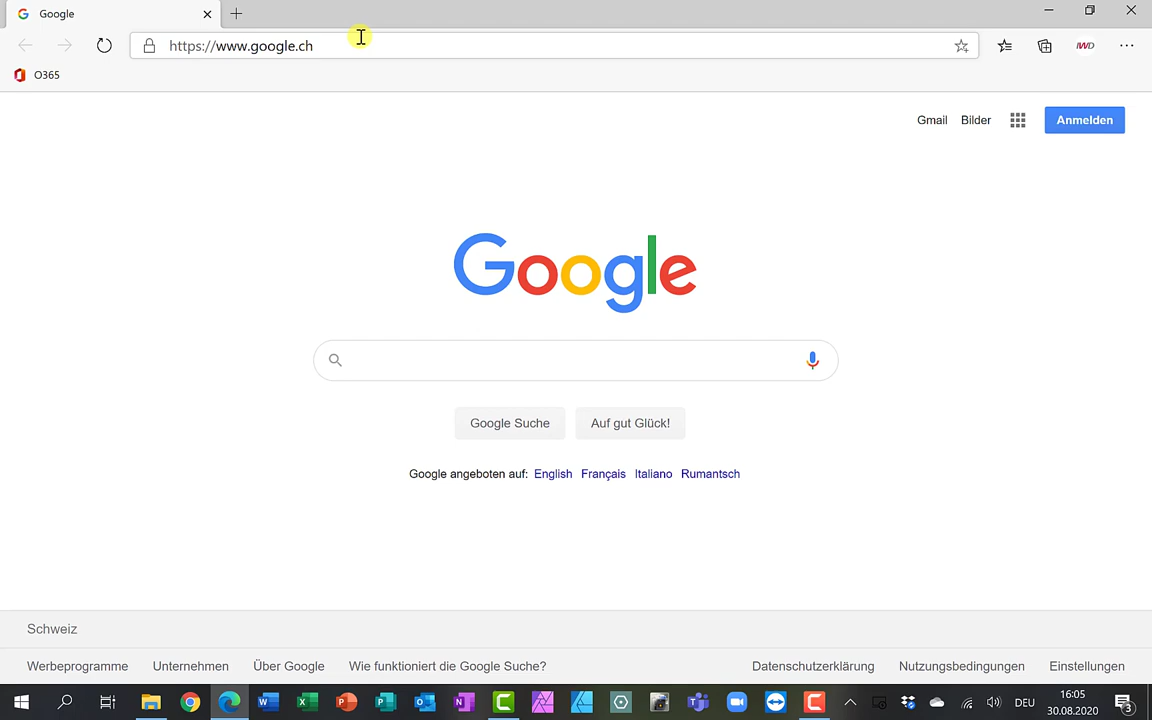 Google
https://www.google.ch
O365
Gmail Bilder Anmelden
Google
Google Suche Auf gut Glück!
Google angeboten auf: English Français Italiano Rumantsch
Schweiz
Werbeprogramme Unternehmen Über Google Wie funktioniert die Google Suche? Datenschutzerklärung Nutzungsbedingungen Einstellungen
DEU 16:05
30.08.2020
3